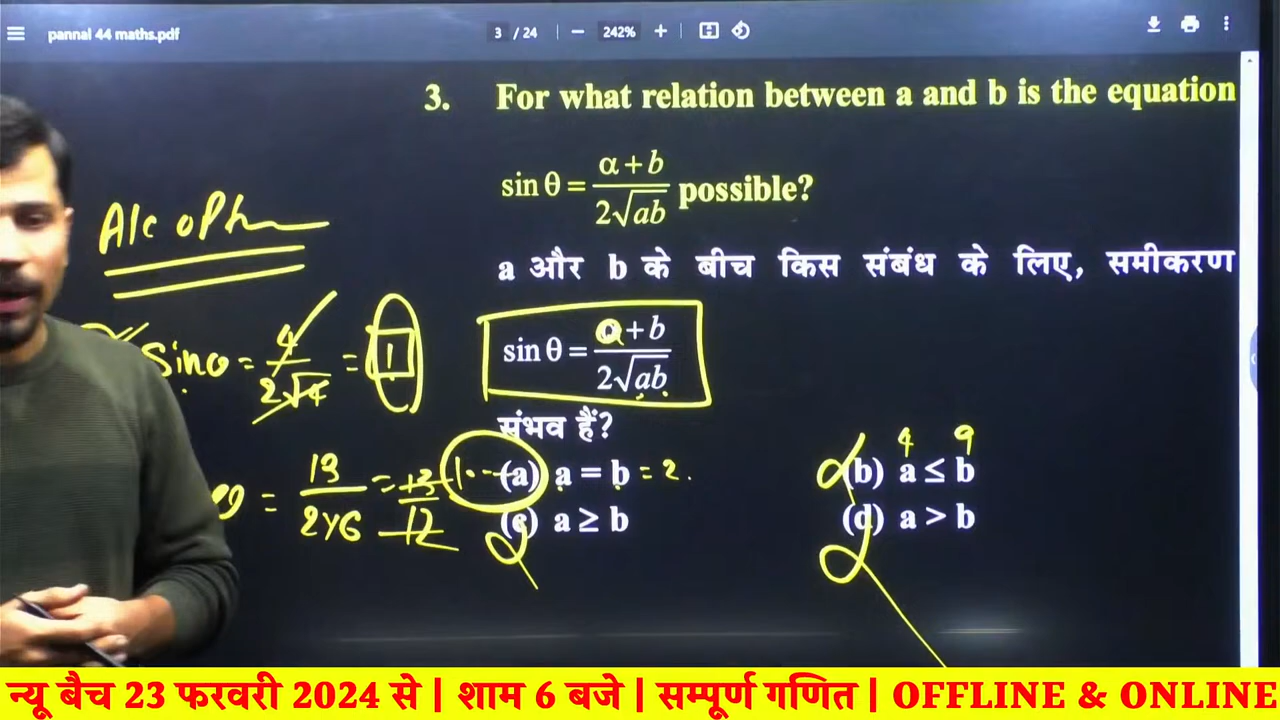 pannal 44 maths.pdf
3 / 24
242%
3. For what relation between a and b is the equation
sin θ = α + b / 2√ab possible?
a और b के बीच किस संबंध के लिए, समीकरण
sin θ = a + b / 2√ab
संभव हैं?
(a) a = b = 2.
(b) a ≤ b
4 9
(c) a ≥ b
(d) a > b
Sinθ = 4 / 2√4 = 1
= 13 / 2×6 = 13 / 12
न्यू बैच 23 फरवरी 2024 से | शाम 6 बजे | सम्पूर्ण गणित | OFFLINE & ONLINE